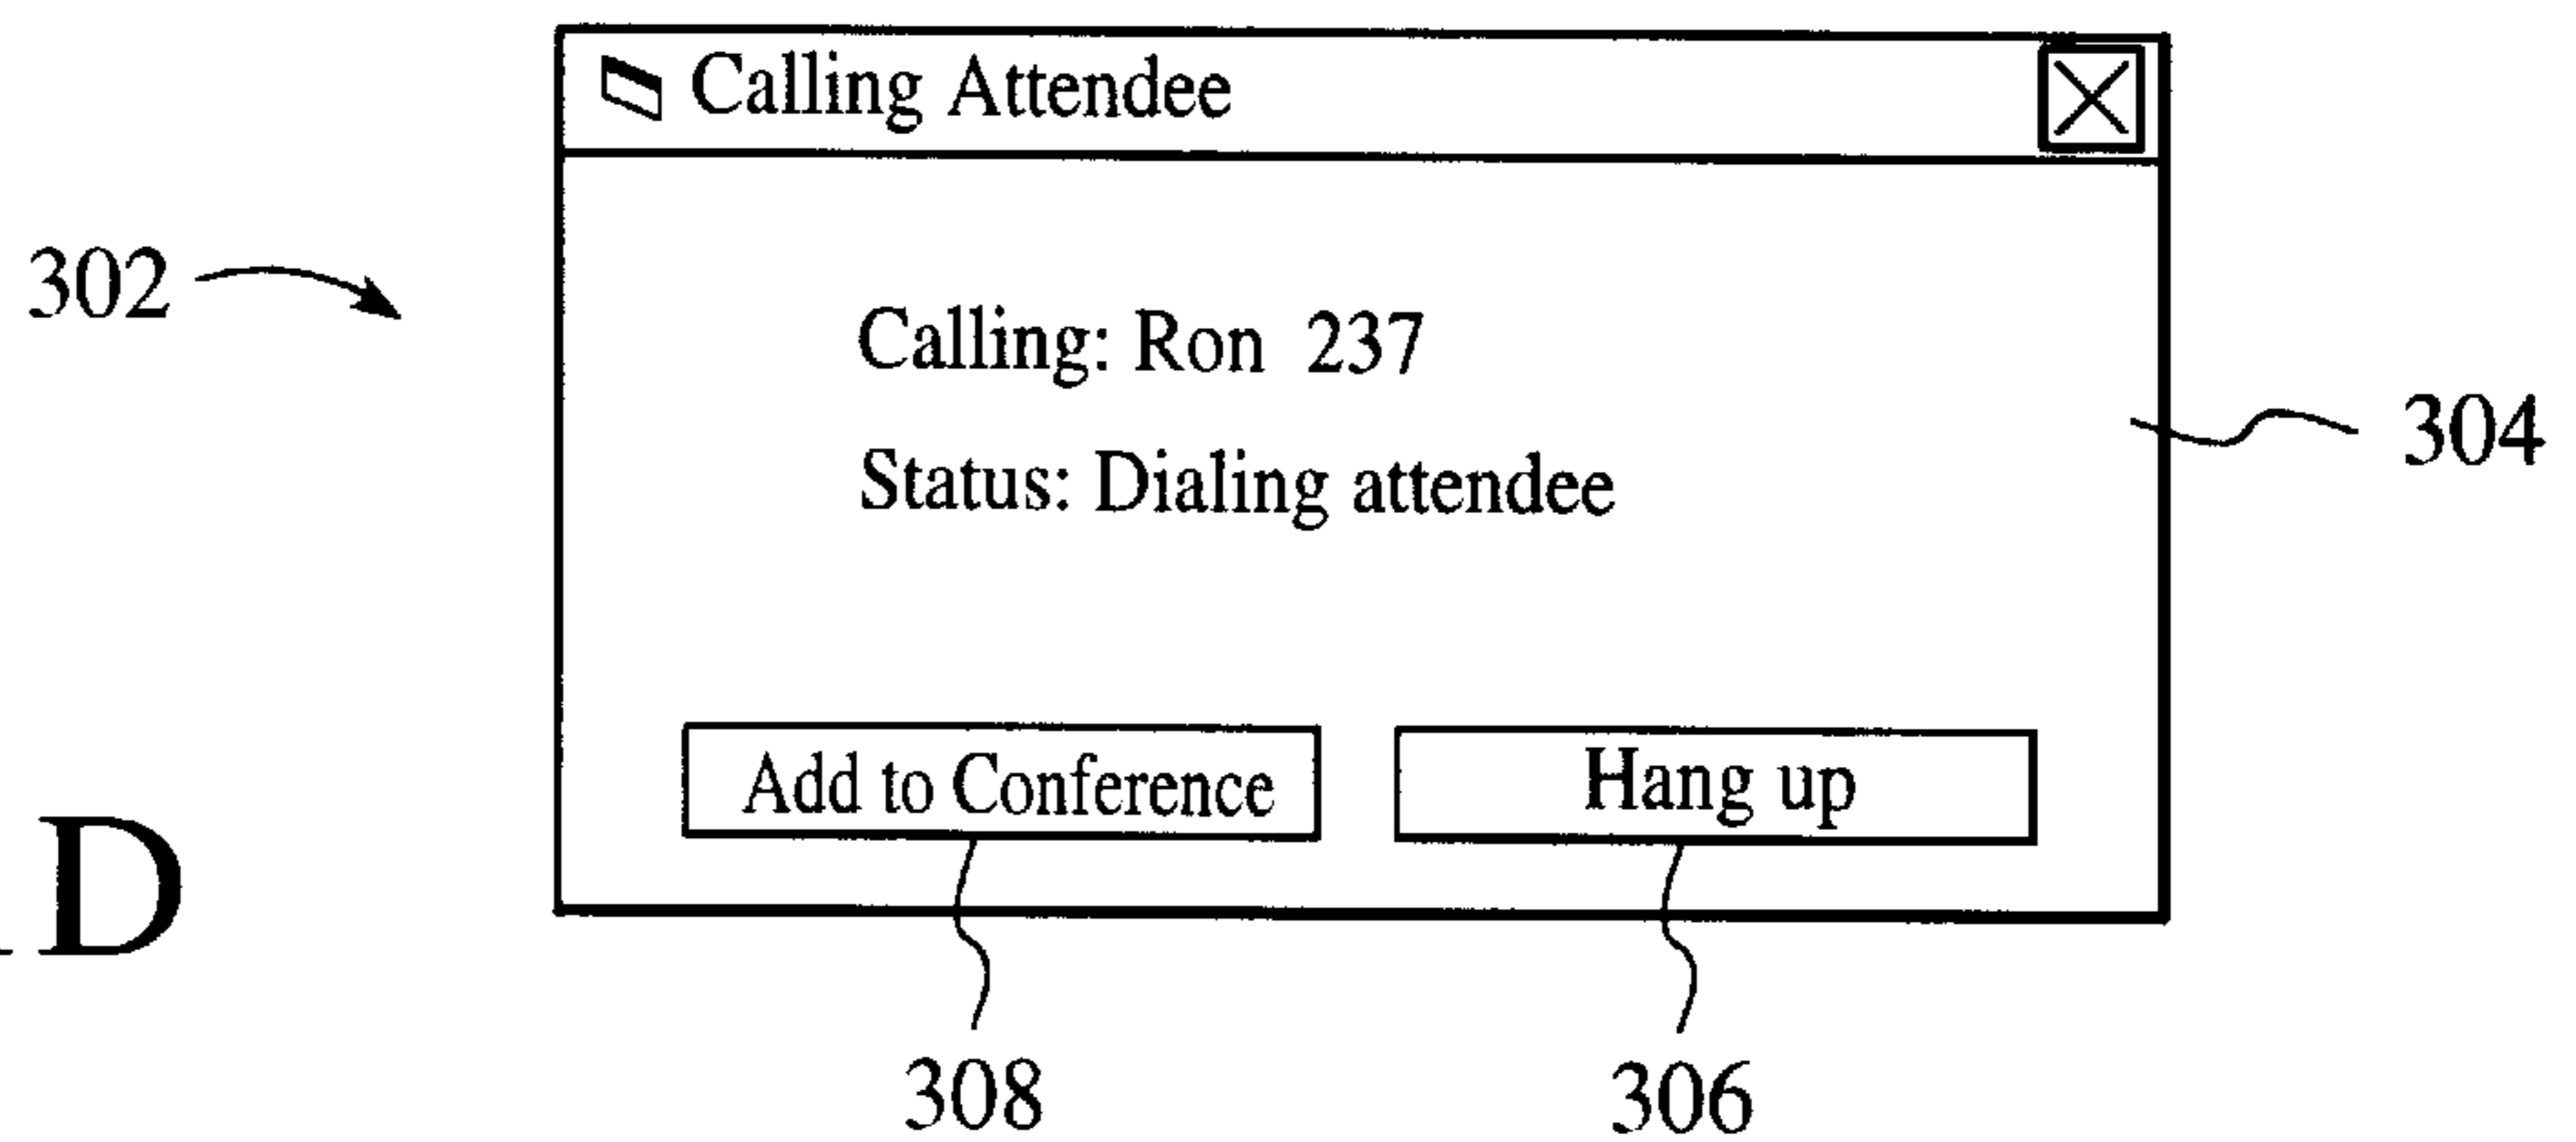 Calling Attendee
302
Calling: Ron 237
304
Status: Dialing attendee
Add to Conference
Hang up
D
308
306